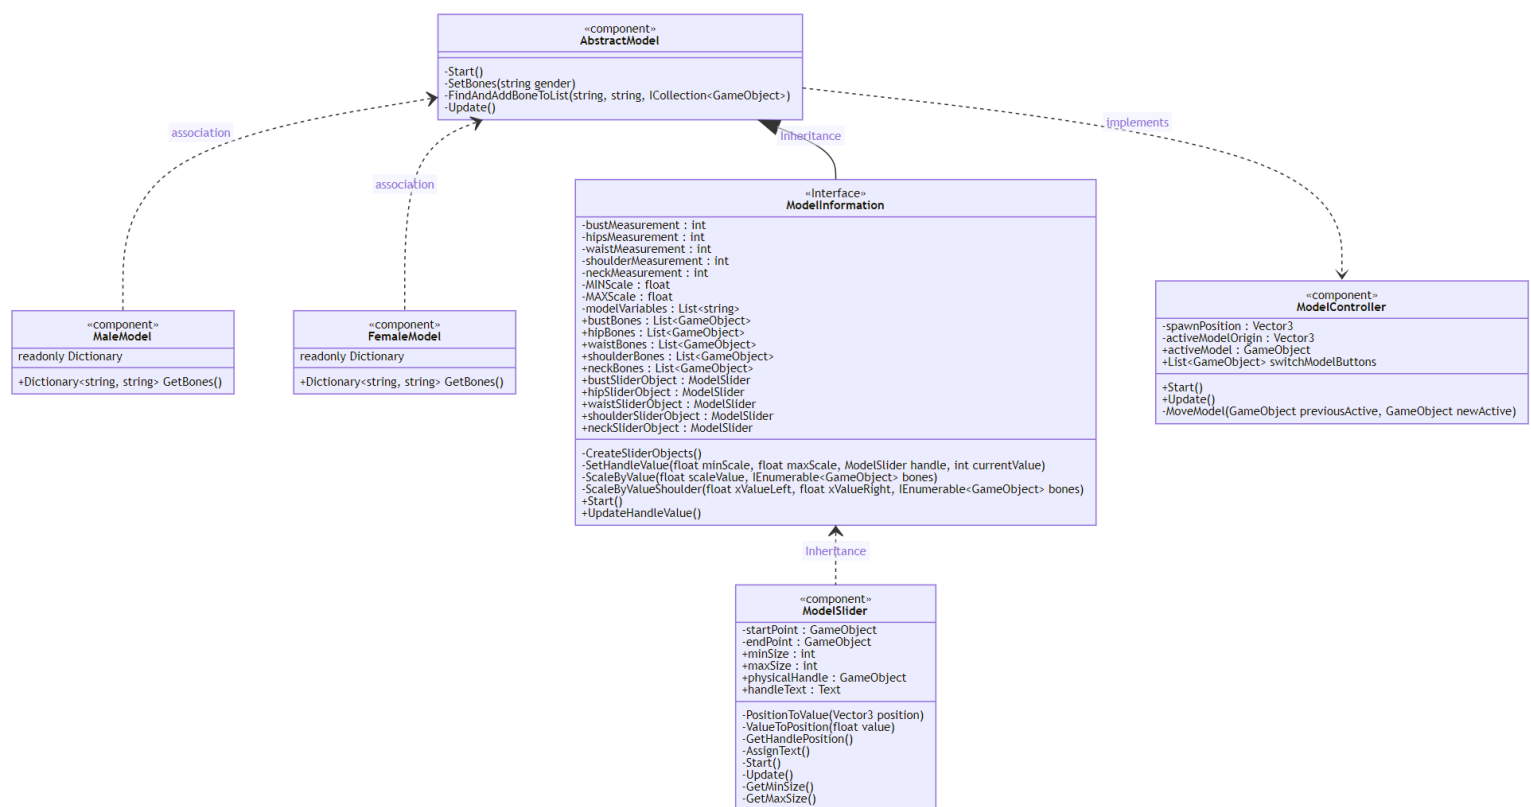 «component»
AbstractModel
-Start()
-SetBones(string gender)
-FindAndAddBoneToList(string, string, ICollection<GameObject>)
-Update()
association
association
Inheritance
implements
«component»
MaleModel
readonly Dictionary
+Dictionary<string, string> GetBones()
«component»
FemaleModel
readonly Dictionary
+Dictionary<string, string> GetBones()
«Interface»
ModelInformation
-bustMeasurement : int
-hipsMeasurement : int
-waistMeasurement : int
-shoulderMeasurement : int
-neckMeasurement : int
-MINScale : float
-MAXScale : float
-modelVariables : List<string>
+bustBones : List<GameObject>
+hipBones : List<GameObject>
+waistBones : List<GameObject>
+shoulderBones : List<GameObject>
+neckBones : List<GameObject>
+bustSliderObject : ModelSlider
+hipSliderObject : ModelSlider
+waistSliderObject : ModelSlider
+shoulderSliderObject : ModelSlider
+neckSliderObject : ModelSlider
-CreateSliderObjects()
-SetHandleValue(float minScale, float maxScale, ModelSlider handle, int currentValue)
-ScaleByValue(float scaleValue, IEnumerable<GameObject> bones)
-ScaleByValueShoulder(float xValueLeft, float xValueRight, IEnumerable<GameObject> bones)
+Start()
+UpdateHandleValue()
«component»
ModelController
-spawnPosition : Vector3
-activeModelOrigin : Vector3
+activeModel : GameObject
+List<GameObject> switchModelButtons
+Start()
+Update()
-MoveModel(GameObject previousActive, GameObject newActive)
Inheritance
«component»
ModelSlider
-startPoint : GameObject
-endPoint : GameObject
+minSize : int
+maxSize : int
+physicalHandle : GameObject
+handleText : Text
-PositionToValue(Vector3 position)
-ValueToPosition(float value)
-GetHandlePosition()
-AssignText()
-Start()
-Update()
-GetMinSize()
-GetMaxSize()